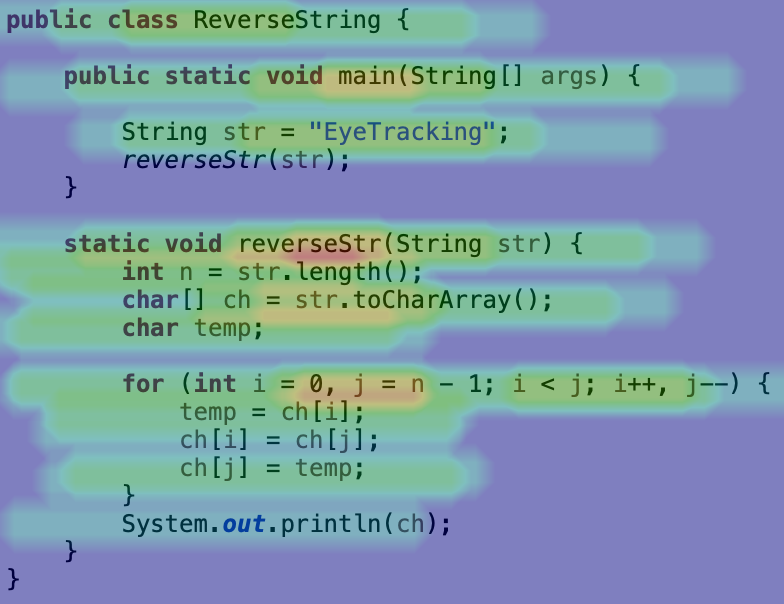 public class ReverseString {
public static void main(String[] args) {
String str = "EyeTracking";
reverseStr(str);
}
static void reverseStr(String str) {
int n = str.length();
char[] ch = str.toCharArray();
char temp;
for (int i = 0, j = n - 1; i < j; i++, j--) {
temp = ch[i];
ch[i] = ch[j];
ch[j] = temp;
}
System.out.println(ch);
}
}